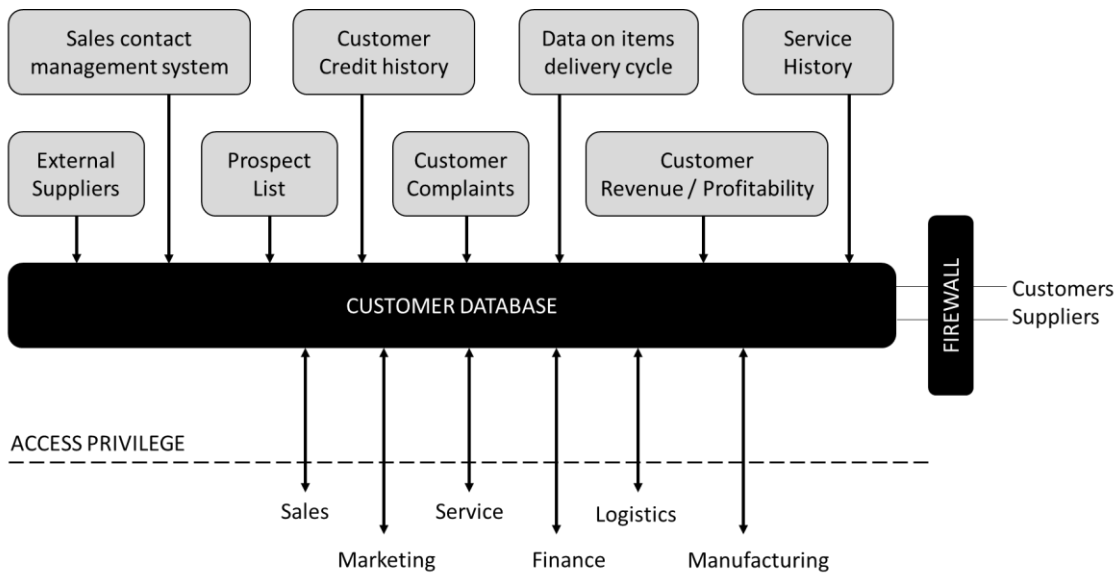 Sales contact
management system
Customer
Credit history
Data on items
delivery cycle
Service
History
External
Suppliers
Prospect
List
Customer
Complaints
Customer
Revenue / Profitability
CUSTOMER DATABASE
FIREWALL
Customers
Suppliers
ACCESS PRIVILEGE
Sales
Service
Logistics
Marketing
Finance
Manufacturing